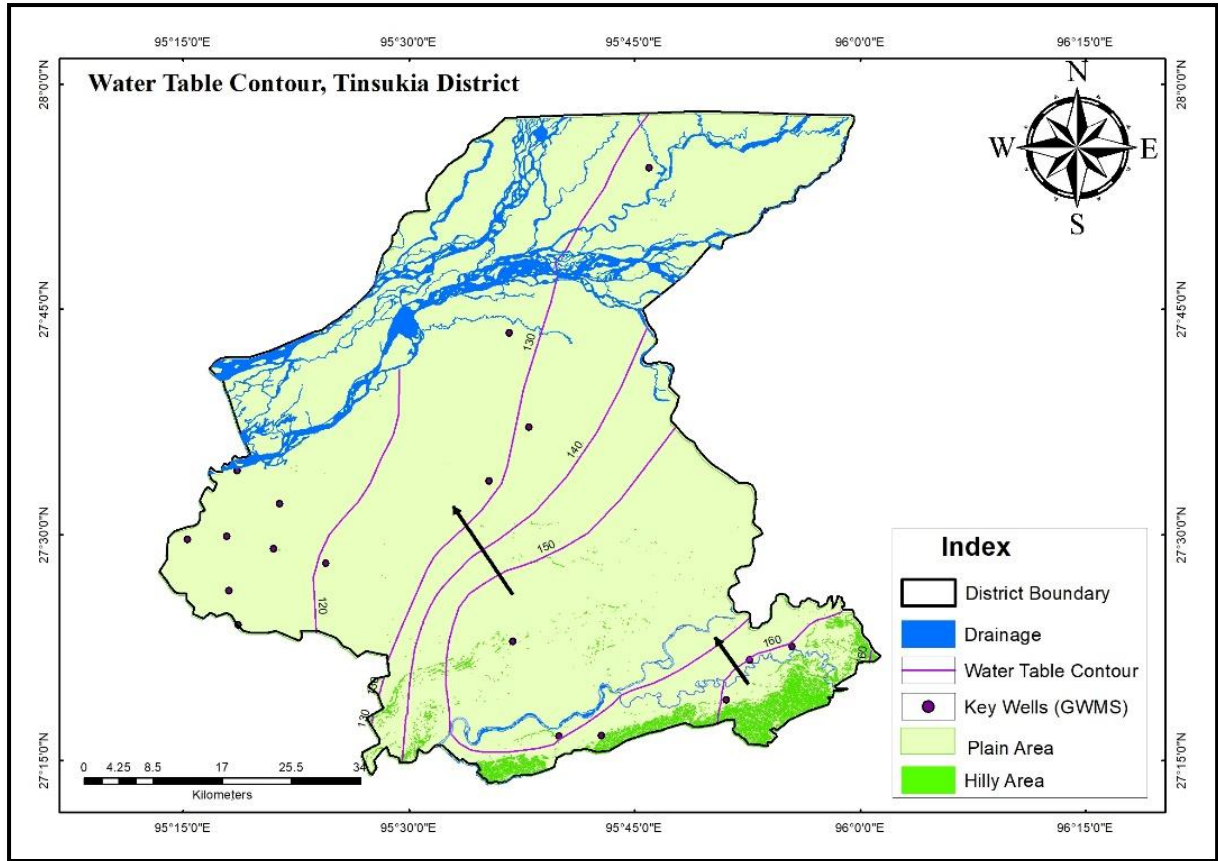 95°15'0"E 95°30'0"E 95°45'0"E 96°0'0"E 96°15'0"E
Water Table Contour, Tinsukia District
N
W E
S
28°0'0"N 28°0'0"N
27°45'0"N 27°45'0"N
130
140
27°30'0"N 27°30'0"N
150
120
160
160
130
27°15'0"N 27°15'0"N
Index
District Boundary
Drainage
Water Table Contour
Key Wells (GWMS)
Plain Area
Hilly Area
0 4.25 8.5 17 25.5 34
Kilometers
95°15'0"E 95°30'0"E 95°45'0"E 96°0'0"E 96°15'0"E